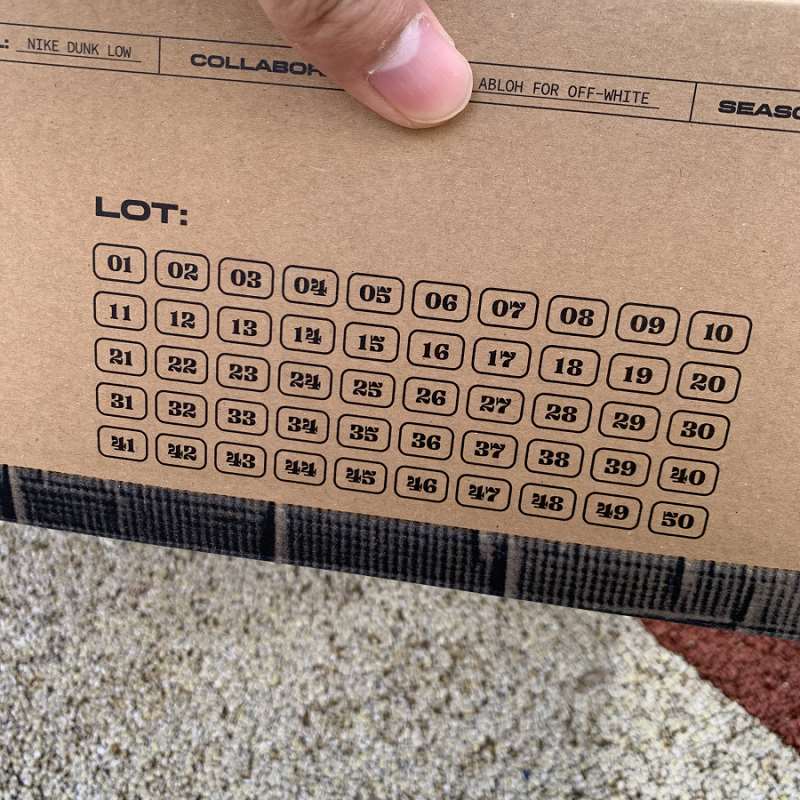 NIKE DUNK LOW COLLABOR ABLOH FOR OFF-WHITE SEASO
LOT:
01 02 03 04 05 06 07 08 09 10
11 12 13 14 15 16 17 18 19 20
21 22 23 24 25 26 27 28 29 30
31 32 33 34 35 36 37 38 39 40
41 42 43 44 45 46 47 48 49 50